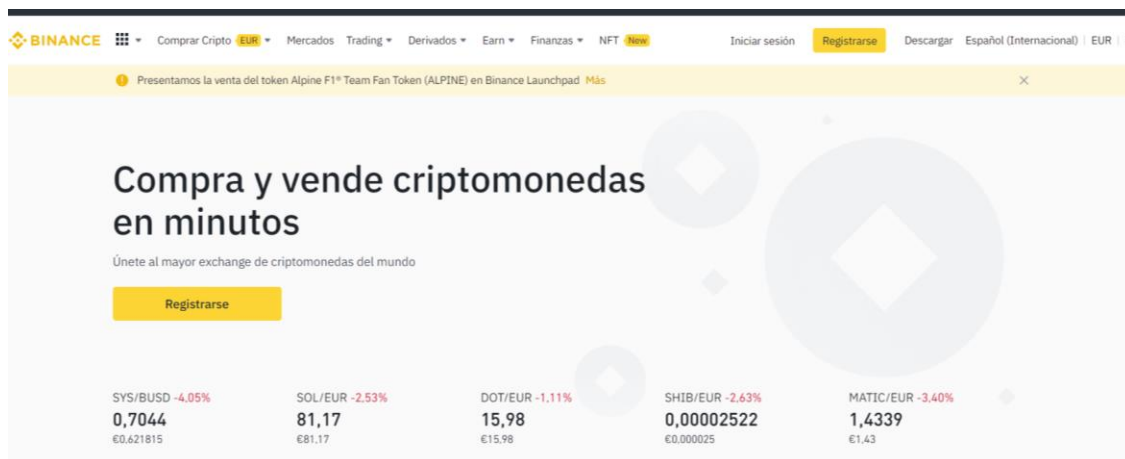 BINANCE Comprar Cripto EUR Mercados Trading Derivados Earn Finanzas NFT New Iniciar sesión Registrarse Descargar Español (Internacional) | EUR |
Presentamos la venta del token Alpine F1® Team Fan Token (ALPINE) en Binance Launchpad Más
Compra y vende criptomonedas
en minutos
Únete al mayor exchange de criptomonedas del mundo
Registrarse
SYS/BUSD -4,05% SOL/EUR -2,53% DOT/EUR -1,11% SHIB/EUR -2,63% MATIC/EUR -3,40%
0,7044 81,17 15,98 0,00002522 1,4339
€0,621815 €81,17 €15,98 €0,000025 €1,43